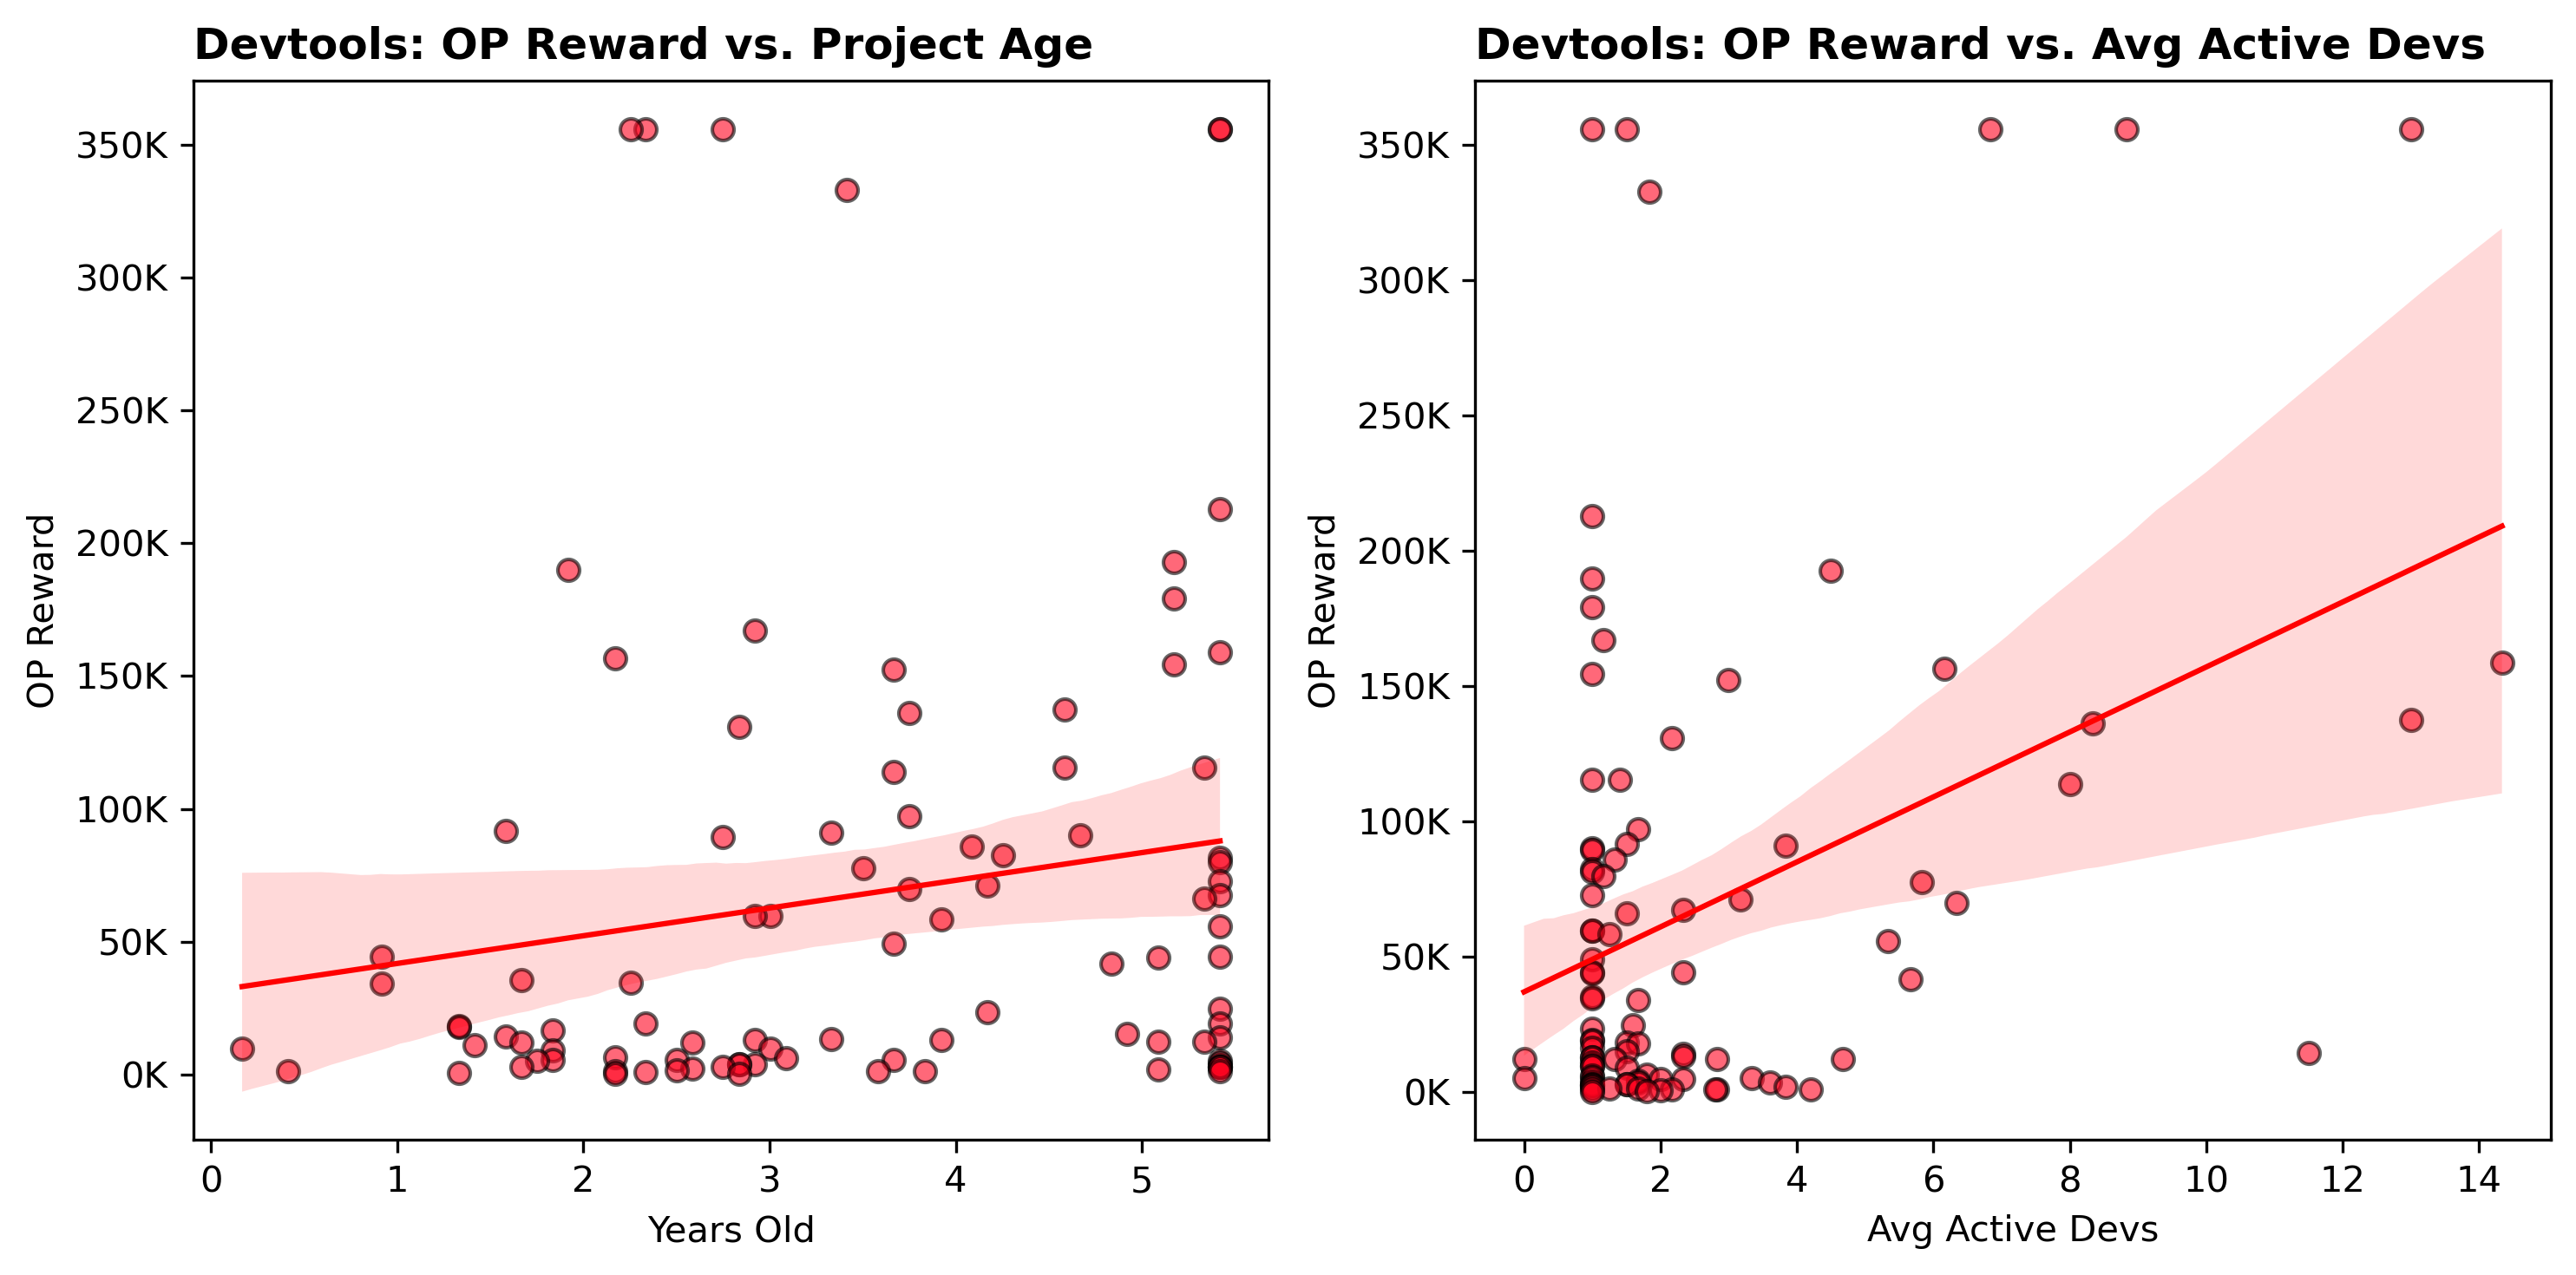 Devtools: OP Reward vs. Project Age
350K
300K
250K
200K
150K
100K
50K
0K
OP Reward
0 1 2 3 4 5
Years Old
Devtools: OP Reward vs. Avg Active Devs
350K
300K
250K
200K
150K
100K
50K
0K
OP Reward
0 2 4 6 8 10 12 14
Avg Active Devs